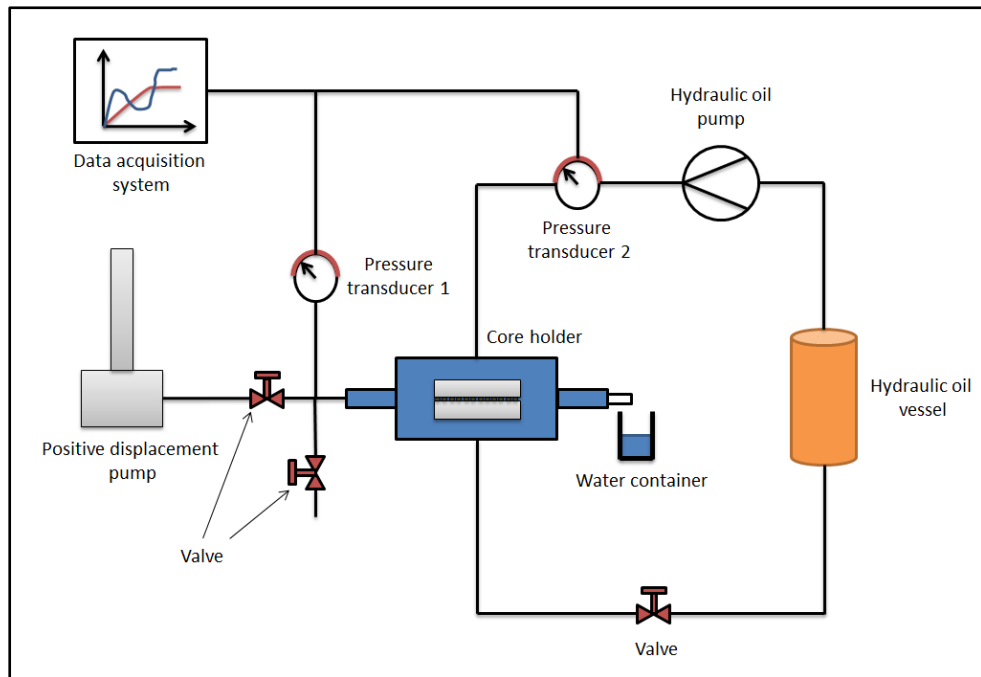 Hydraulic oil
pump
Data acquisition
system
Pressure
transducer 2
Pressure
transducer 1
Core holder
Hydraulic oil
vessel
Positive displacement
pump
Water container
Valve
Valve